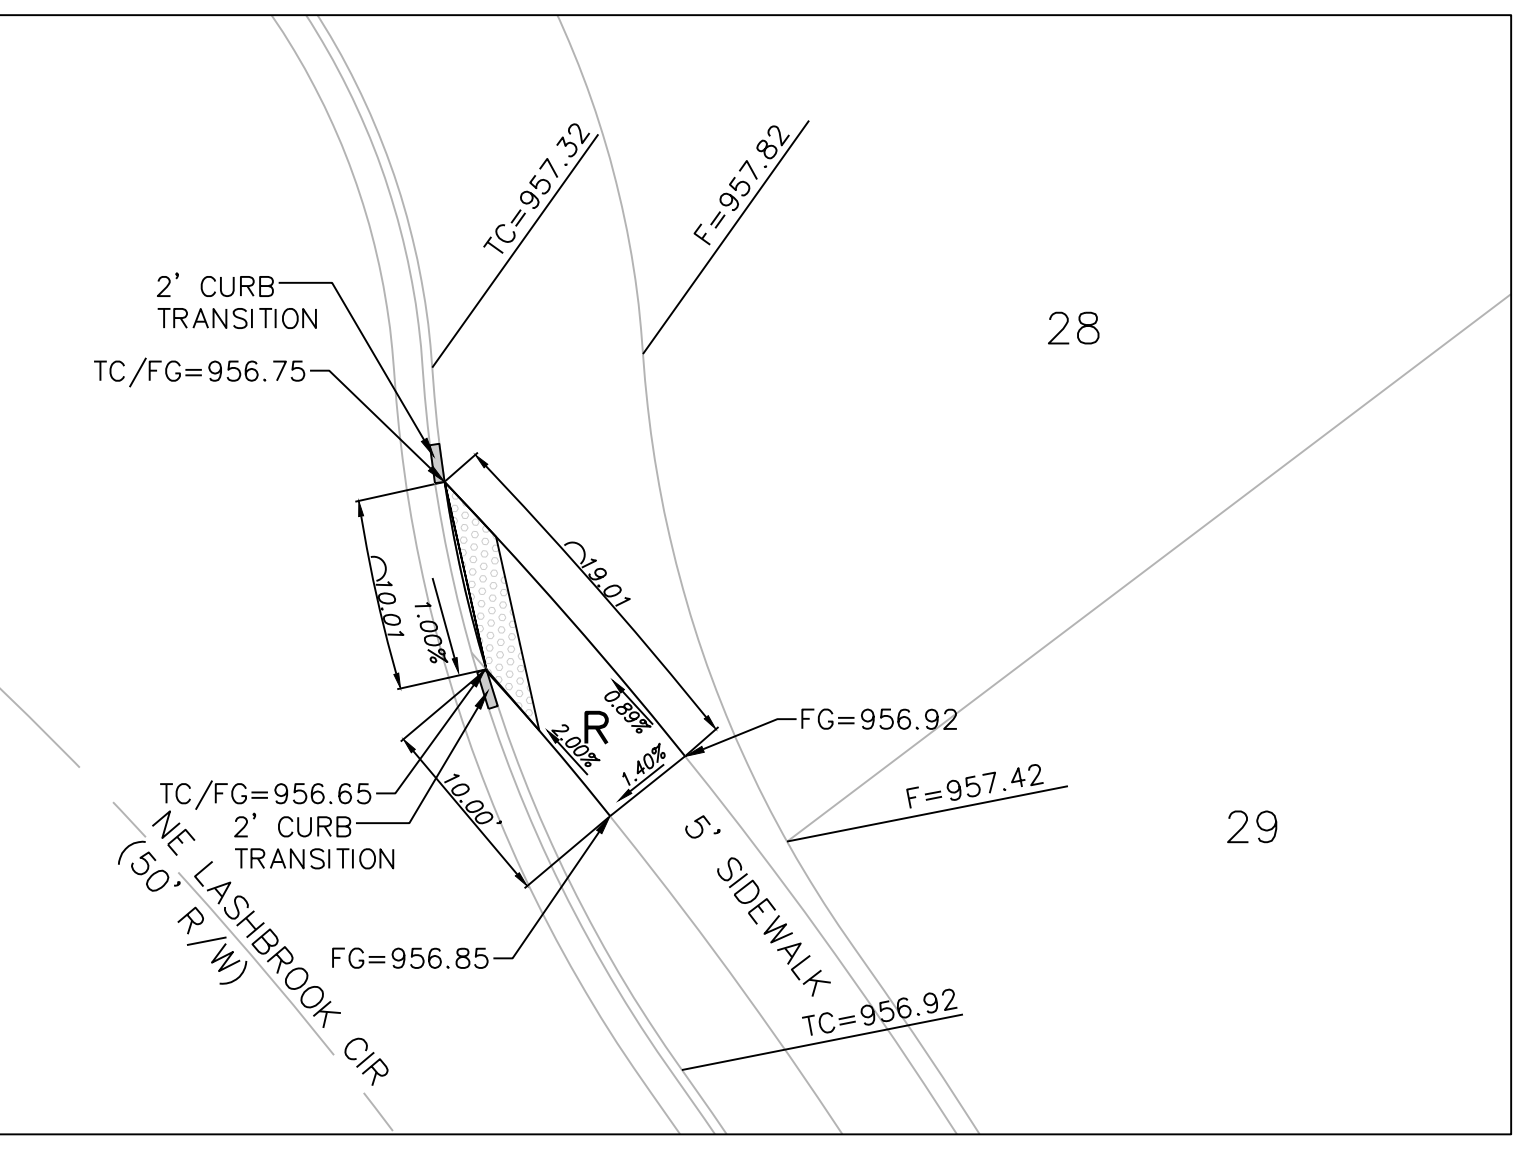 TC=957.32
F=957.82
2' CURB
TRANSITION
TC/FG=956.75
28
19.01
10.01
1.00%
0.89%
R
2.00%
1.40%
FG=956.92
F=957.42
TC/FG=956.65
2' CURB
TRANSITION
10.00'
29
NE LASHBROOK CIR
(50' R/W)
5' SIDEWALK
FG=956.85
TC=956.92